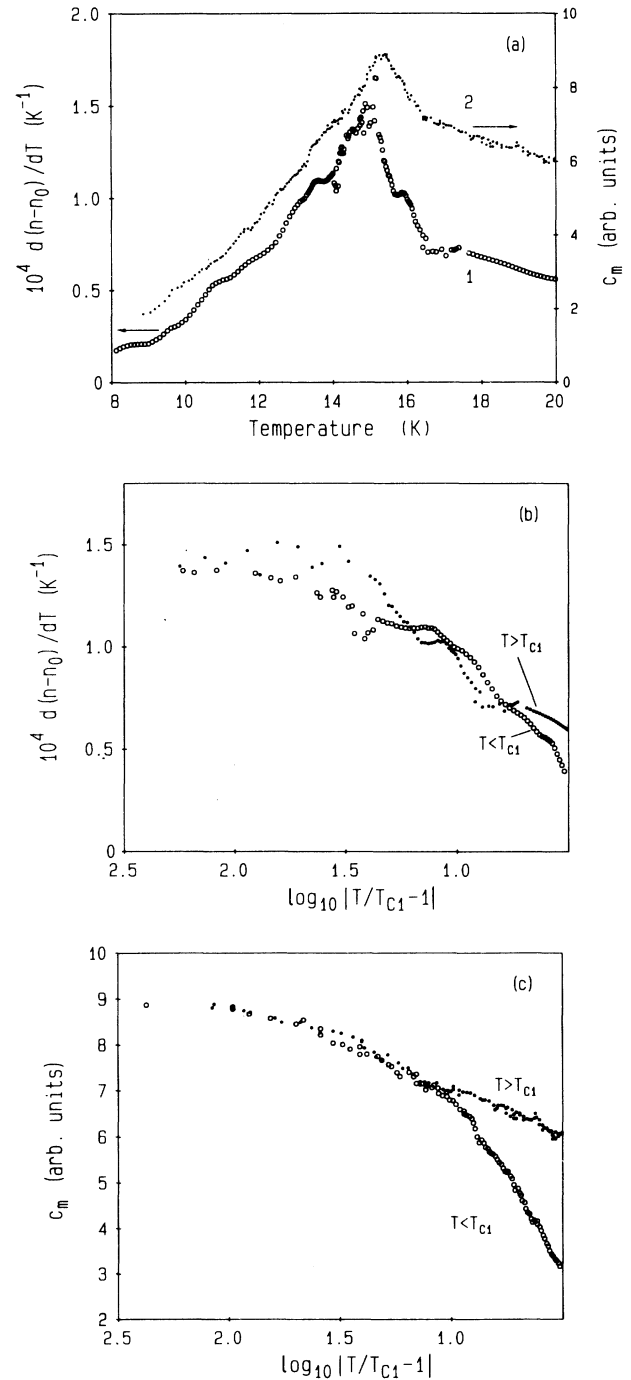 (a)
2.0
1.5
1.0
0.5
0
10
8
6
4
2
0
2
1
8 10 12 14 16 18 20
Temperature (K)
10⁴ d(n-n₀)/dT (K⁻¹)
Cₘ (arb. units)
(b)
1.5
1.0
0.5
0
T>T_C1
T<T_C1
2.5 2.0 1.5 1.0
log₁₀|T/T_C1-1|
10⁴ d(n-n₀)/dT (K⁻¹)
(c)
10
9
8
7
6
5
4
3
2
T>T_C1
T<T_C1
2.5 2.0 1.5 1.0
log₁₀|T/T_C1-1|
Cₘ (arb. units)